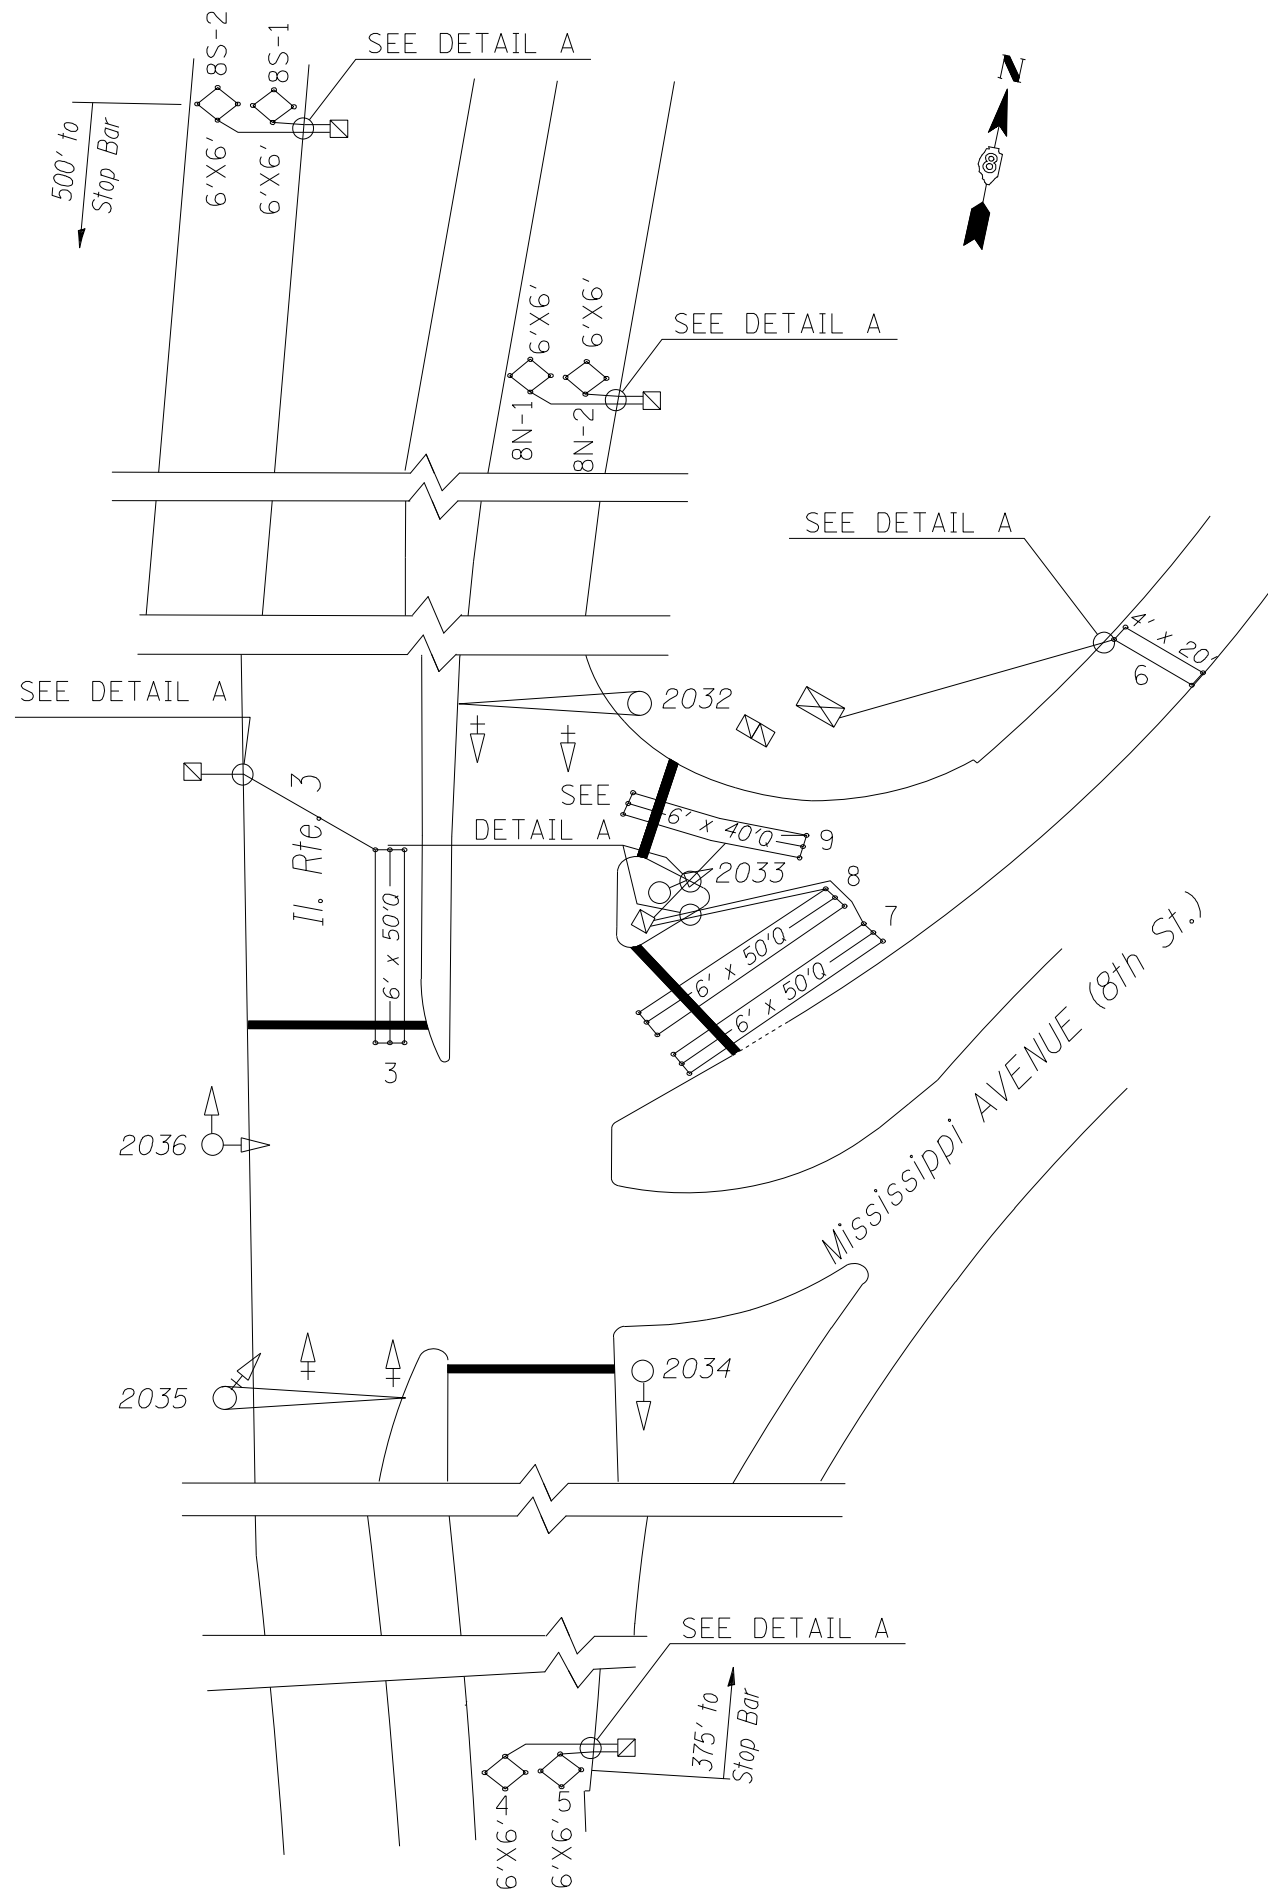 8S-2
8S-1
SEE DETAIL A
N
500' to
Stop Bar
6'X6'
6'X6'
8
6'X6'
6'X6'
SEE DETAIL A
8N-1
8N-2
SEE DETAIL A
4' x 20'
6
SEE DETAIL A
2032
Il. Rte. 3
SEE
DETAIL A
6' x 40'Q
9
2033
8
7
6' x 50'Q
6' x 50'Q
6' x 50'Q
3
Mississippi AVENUE (8th St.)
2036
2034
2035
SEE DETAIL A
375' to
Stop Bar
4
5
6'X6'
6'X6'